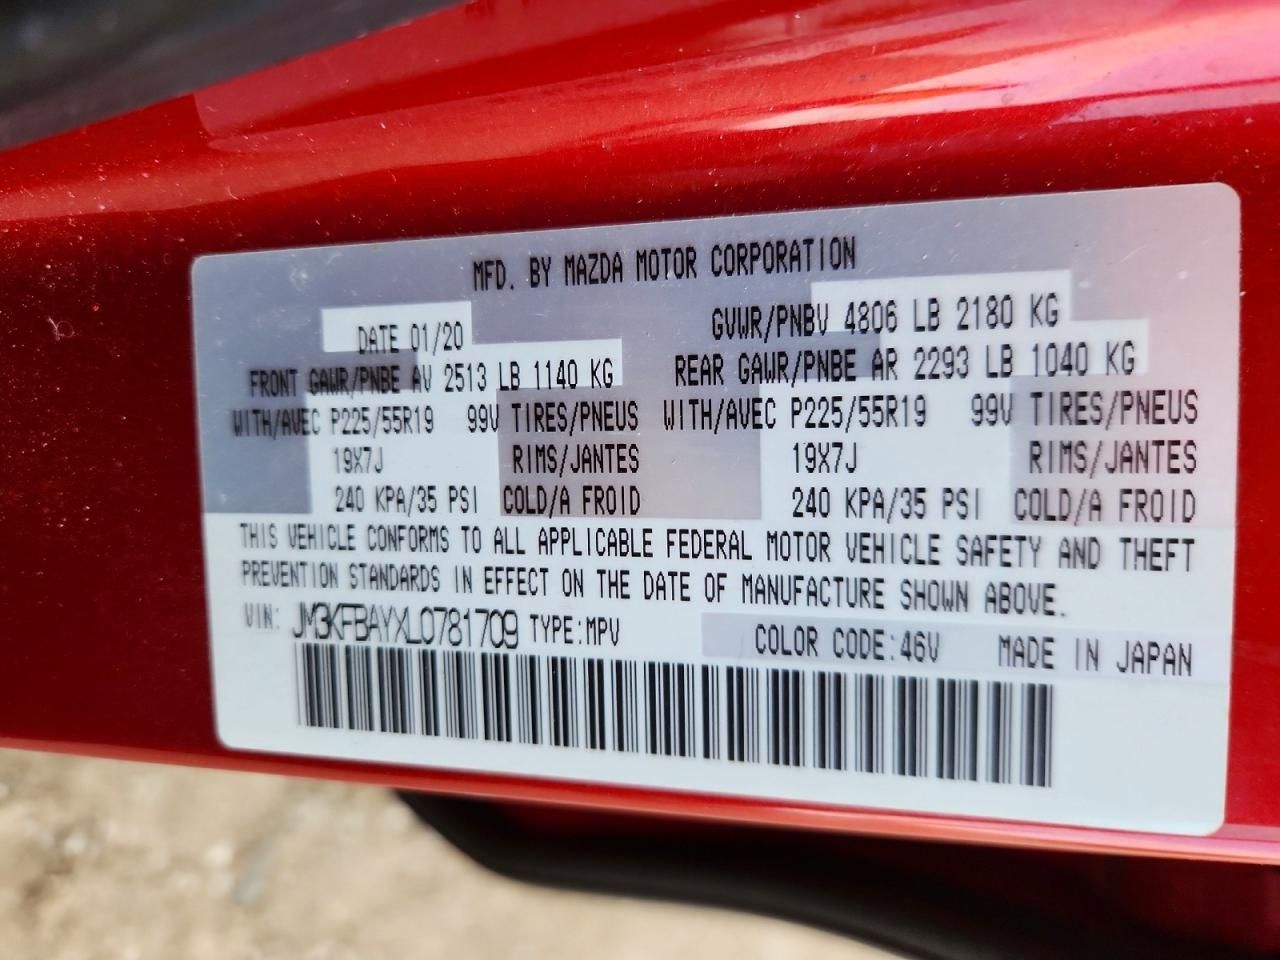 MFD. BY MAZDA MOTOR CORPORATION
DATE 01/20 GVWR/PNBV 4806 LB 2180 KG
FRONT GAWR/PNBE AV 2513 LB 1140 KG REAR GAWR/PNBE AR 2293 LB 1040 KG
WITH/AVEC P225/55R19 99V TIRES/PNEUS WITH/AVEC P225/55R19 99V TIRES/PNEUS
19X7J RIMS/JANTES 19X7J RIMS/JANTES
240 KPA/35 PSI COLD/A FROID 240 KPA/35 PSI COLD/A FROID
THIS VEHICLE CONFORMS TO ALL APPLICABLE FEDERAL MOTOR VEHICLE SAFETY AND THEFT
PREVENTION STANDARDS IN EFFECT ON THE DATE OF MANUFACTURE SHOWN ABOVE.
VIN: JM3KFBAYXL0781709 TYPE:MPV COLOR CODE:46V MADE IN JAPAN